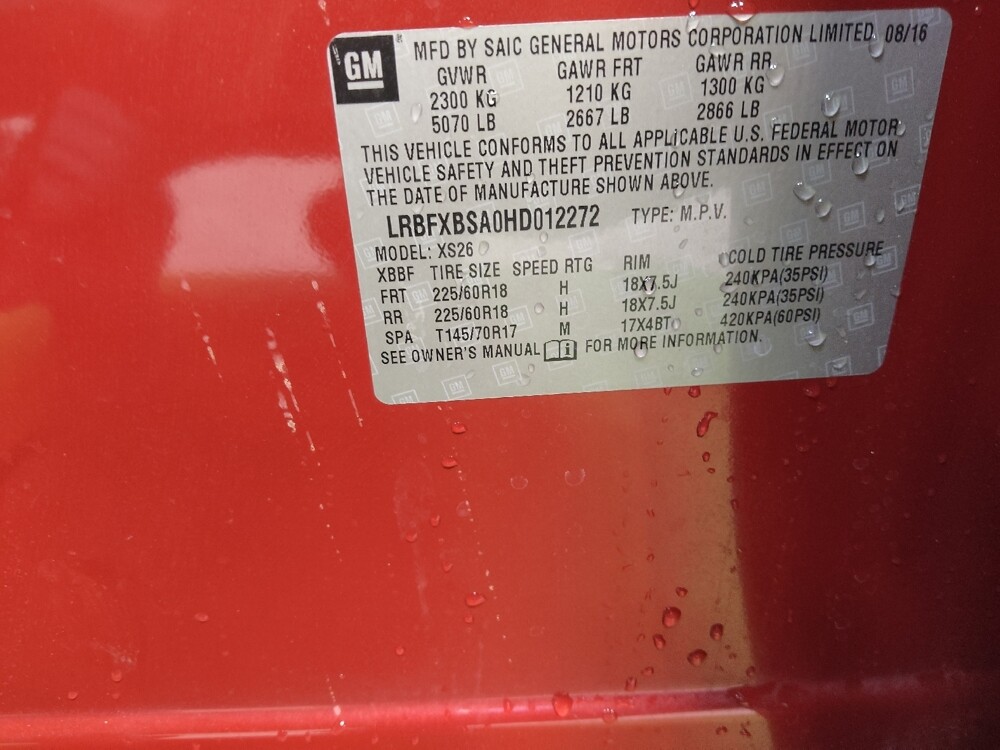 GM MFD BY SAIC GENERAL MOTORS CORPORATION LIMITED 08/16
GVWR GAWR FRT GAWR RR
2300 KG 1210 KG 1300 KG
5070 LB 2667 LB 2866 LB
THIS VEHICLE CONFORMS TO ALL APPLICABLE U.S. FEDERAL MOTOR
VEHICLE SAFETY AND THEFT PREVENTION STANDARDS IN EFFECT ON
THE DATE OF MANUFACTURE SHOWN ABOVE.
LRBFXBSA0HD012272 TYPE: M.P.V.
MODEL: XS26
XBBF TIRE SIZE SPEED RTG RIM COLD TIRE PRESSURE
FRT 225/60R18 H 18X7.5J 240KPA(35PSI)
RR 225/60R18 H 18X7.5J 240KPA(35PSI)
SPA T145/70R17 M 17X4BT 420KPA(60PSI)
SEE OWNER'S MANUAL FOR MORE INFORMATION.